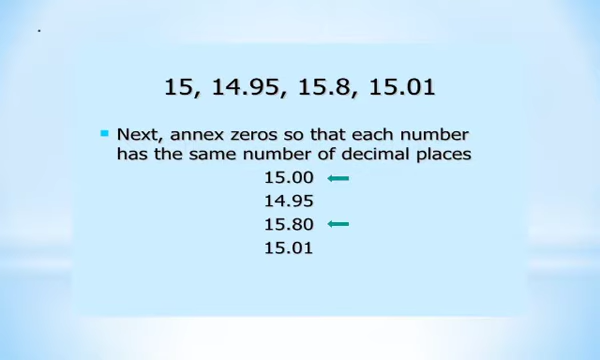 15, 14.95, 15.8, 15.01
Next, annex zeros so that each number
has the same number of decimal places
15.00
14.95
15.80
15.01